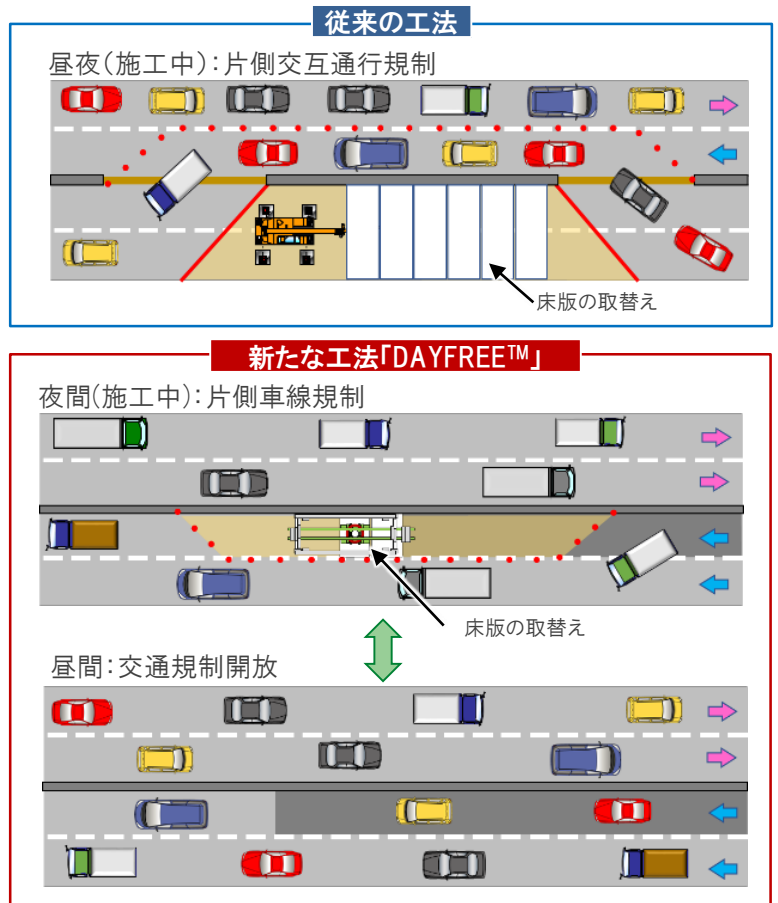 従来の工法
昼夜(施工中):片側交互通行規制
床版の取替え
新たな工法「DAYFREE™」
夜間(施工中):片側車線規制
床版の取替え
昼間:交通規制開放